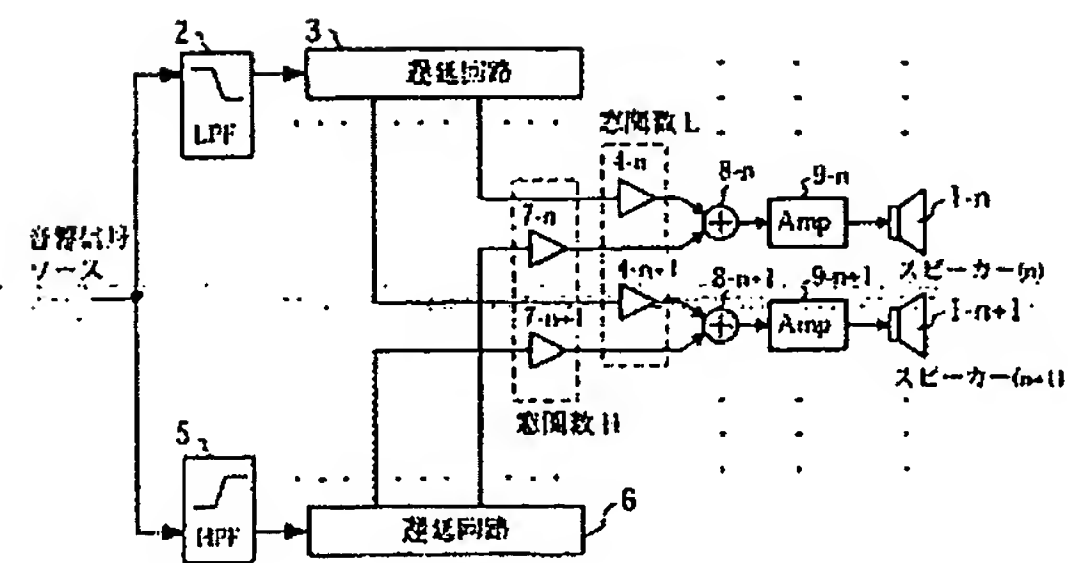 2
3
遅延回路
LPF
窓関数 L
4-n
8-n
9-n
Amp
1-n
スピーカー(n)
7-n
音響信号
ソース
4-n+1
8-n+1
9-n+1
Amp
1-n+1
スピーカー(n+1)
7-n+1
窓関数 H
5
HPF
遅延回路
6